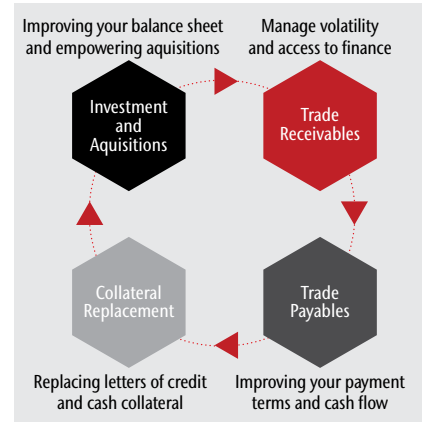 Improving your balance sheet
and empowering aquisitions
Manage volatility
and access to finance
Investment
and
Aquisitions
Trade
Receivables
Collateral
Replacement
Trade
Payables
Replacing letters of credit
and cash collateral
Improving your payment
terms and cash flow